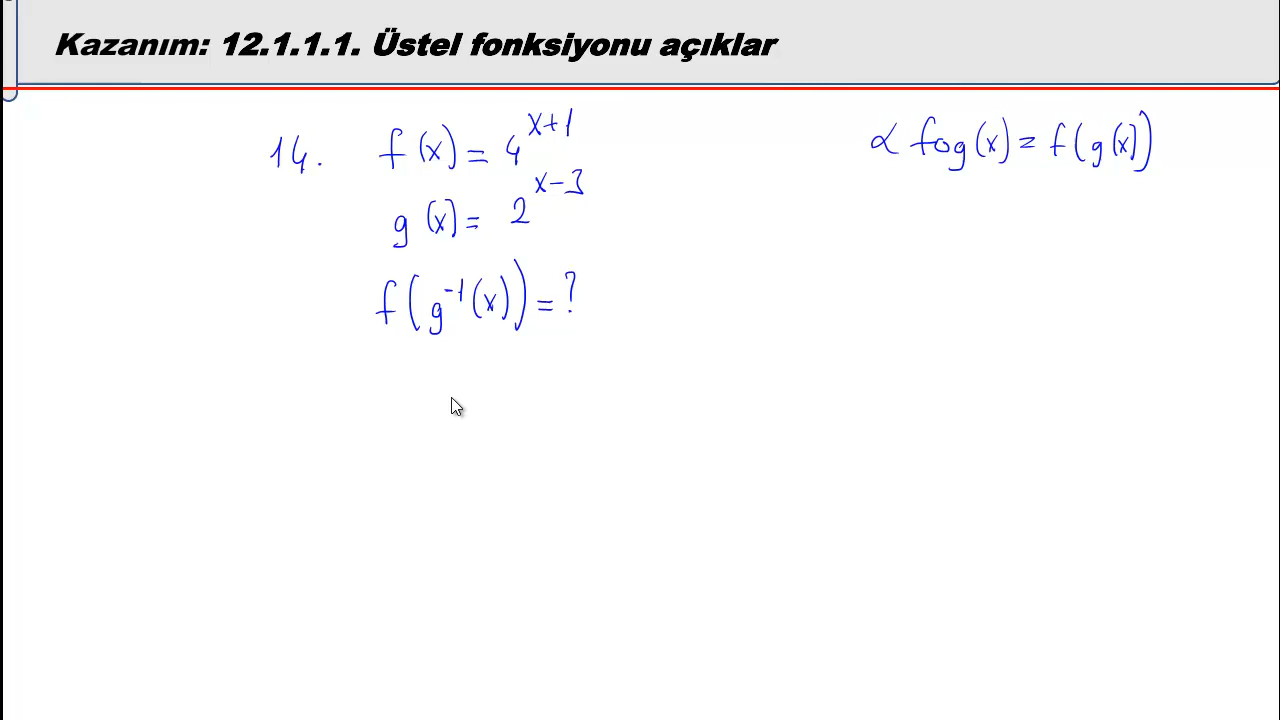 Kazanım: 12.1.1.1. Üstel fonksiyonu açıklar
14. f(x) = 4^{x+1}
g(x) = 2^{x-3}
f(g^{-1}(x)) = ?
∝ fog(x) = f(g(x))